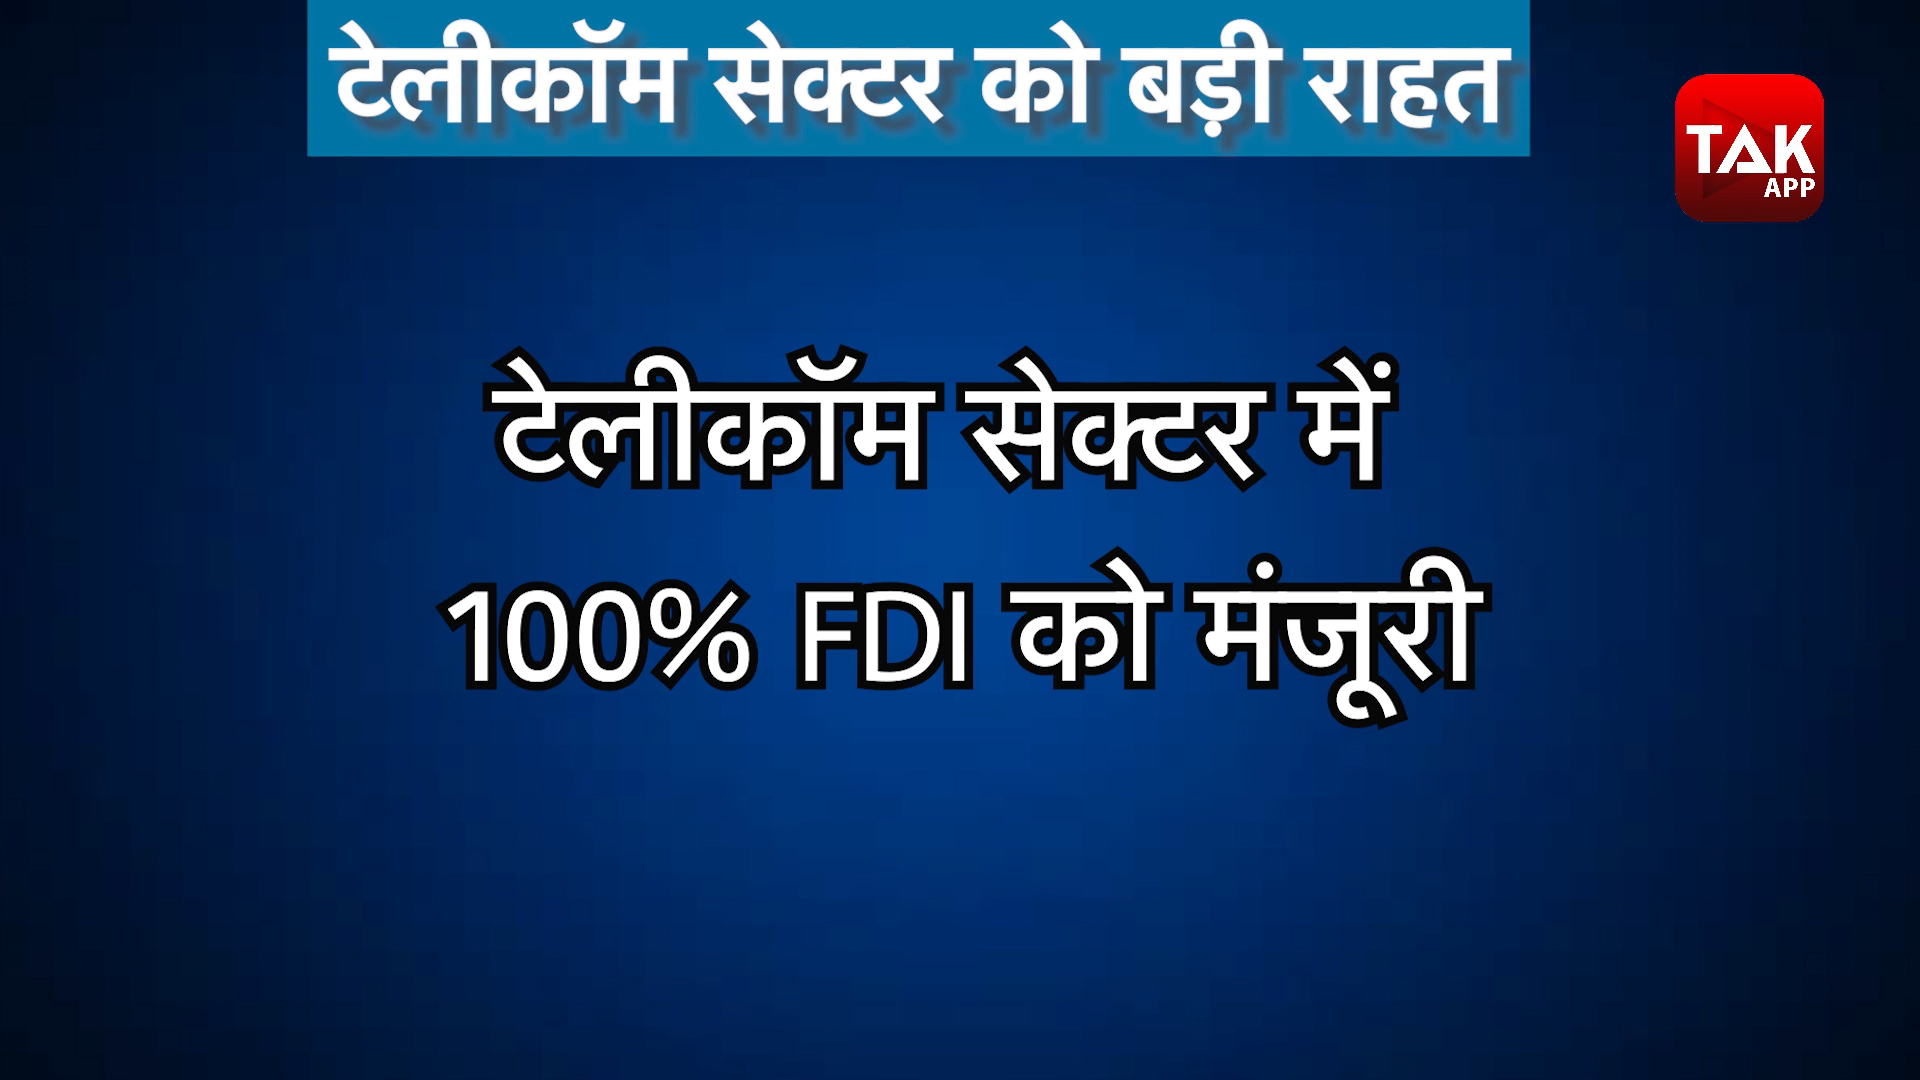 टेलीकॉम सेक्टर को बड़ी राहत
TAK
APP
टेलीकॉम सेक्टर में
100% FDI को मंजूरी